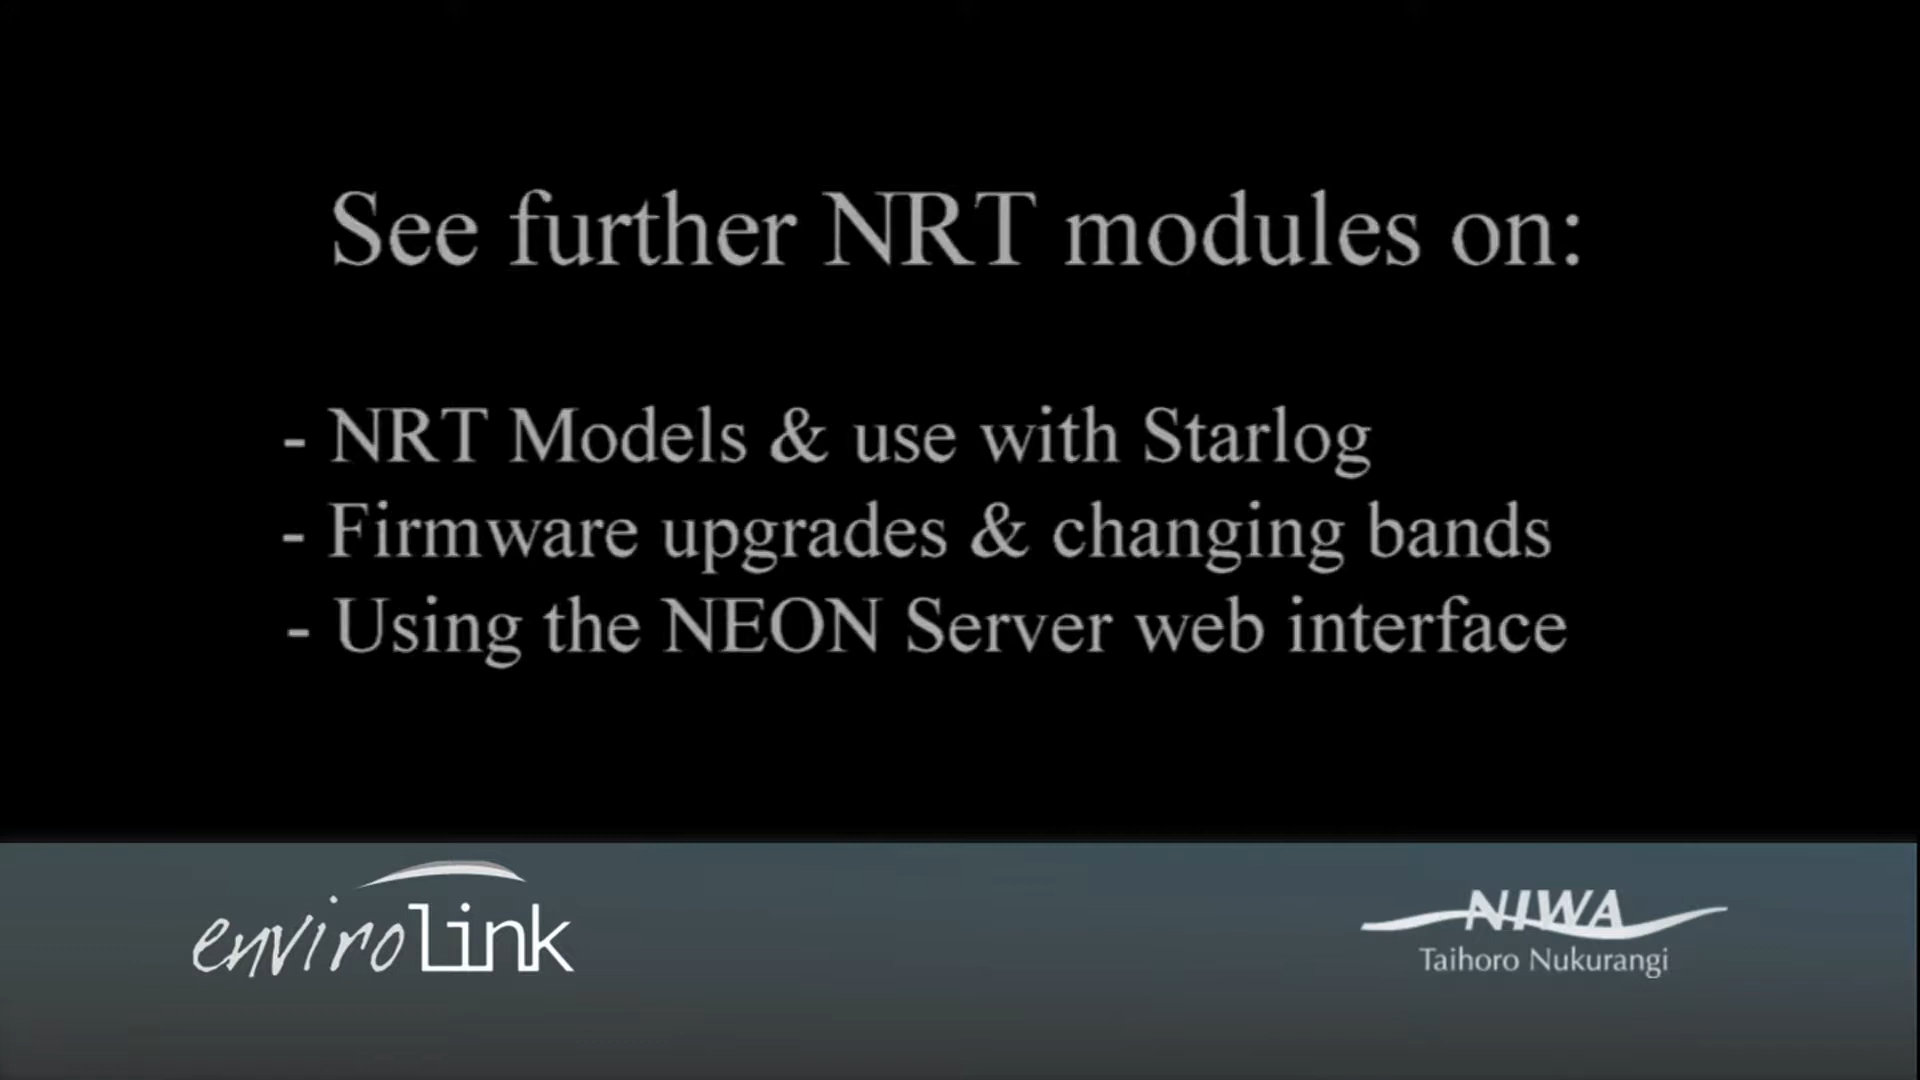 See further NRT modules on:
- NRT Models & use with Starlog
- Firmware upgrades & changing bands
- Using the NEON Server web interface
envirolink
NIWA
Taihoro Nukurangi